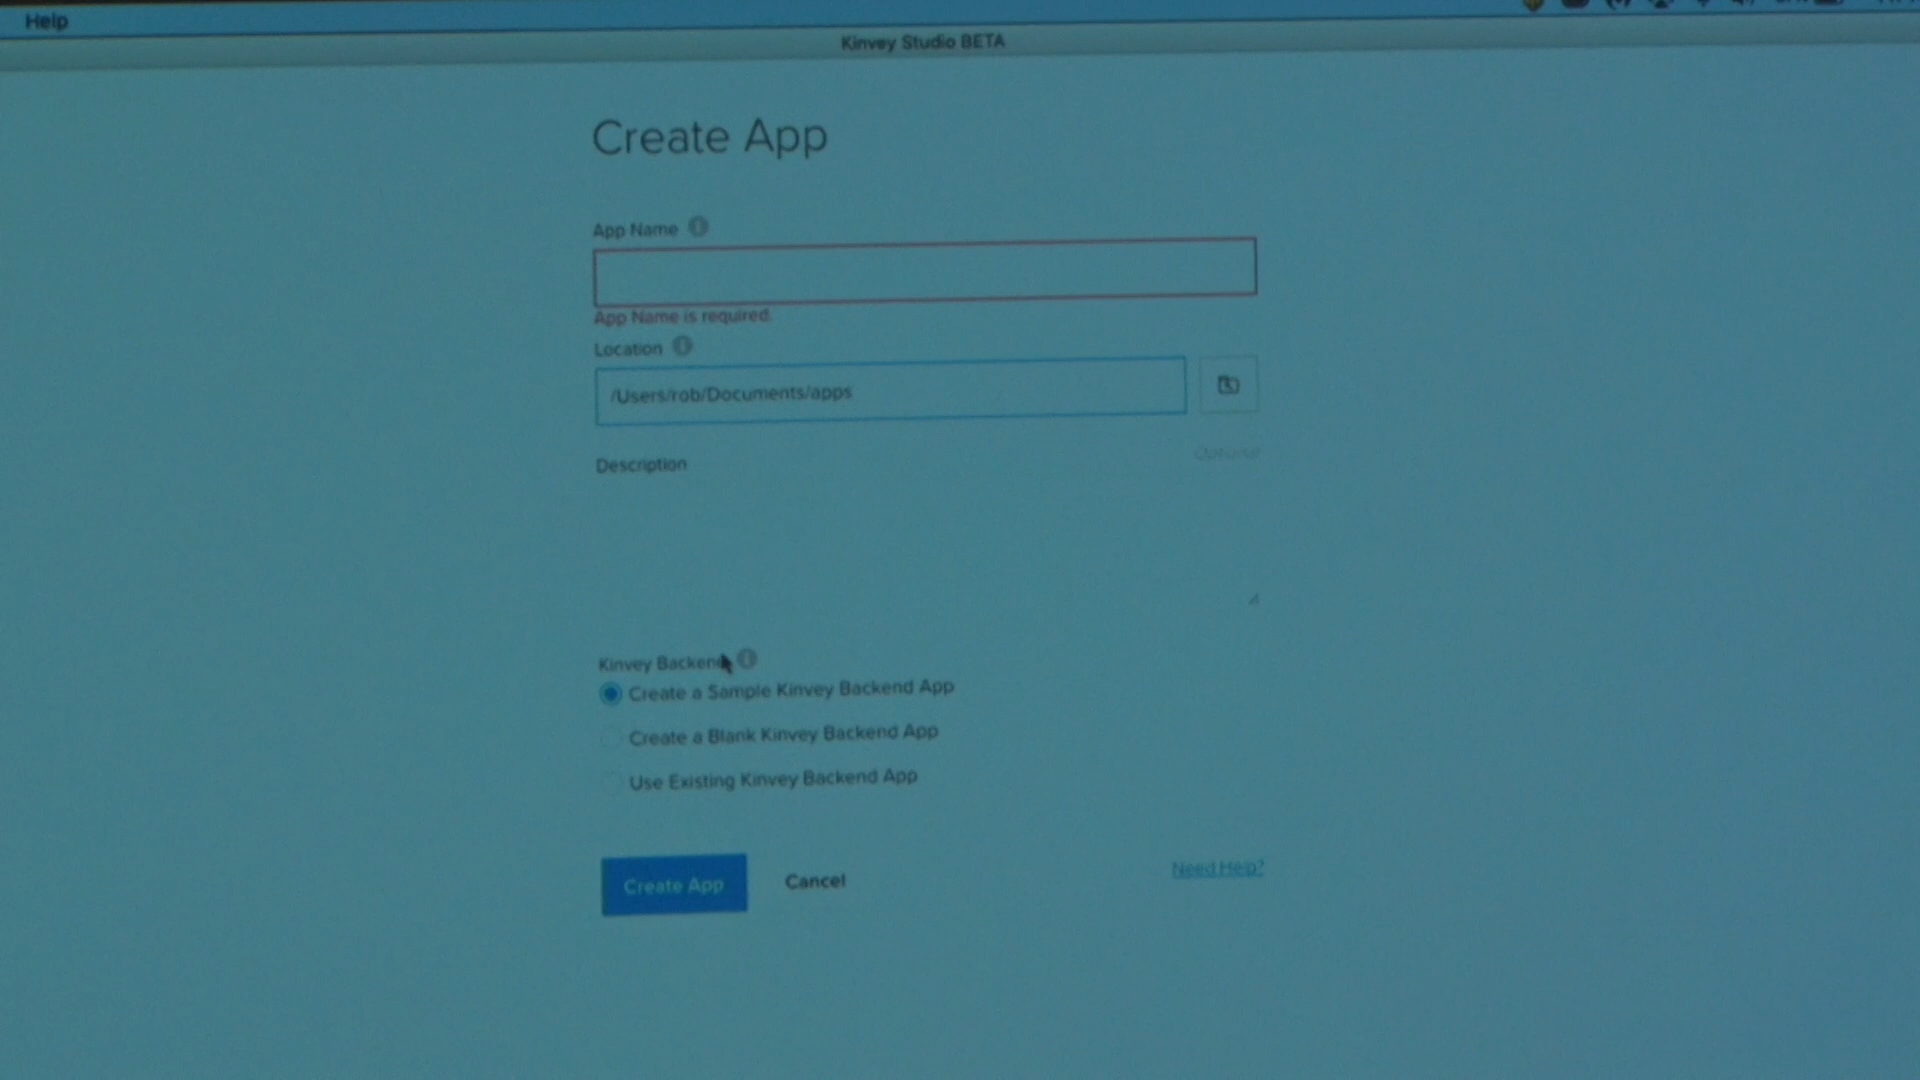 Help
Kinvey Studio BETA
Create App
App Name
App Name is required.
Location
/Users/rob/Documents/apps
Description
Optional
Kinvey Backend
Create a Sample Kinvey Backend App
Create a Blank Kinvey Backend App
Use Existing Kinvey Backend App
Create App
Cancel
Need Help?